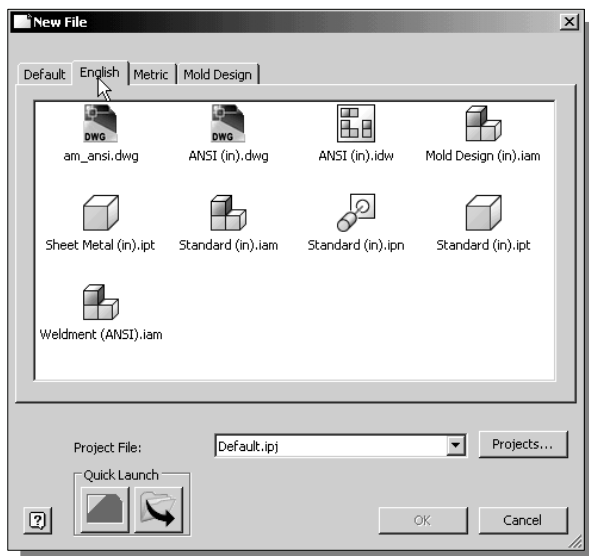 New File
Default English Metric Mold Design
DWG DWG
am_ansi.dwg ANSI (in).dwg ANSI (in).idw Mold Design (in).iam
Sheet Metal (in).ipt Standard (in).iam Standard (in).ipn Standard (in).ipt
Weldment (ANSI).iam
Project File: Default.ipj Projects...
Quick Launch
OK Cancel